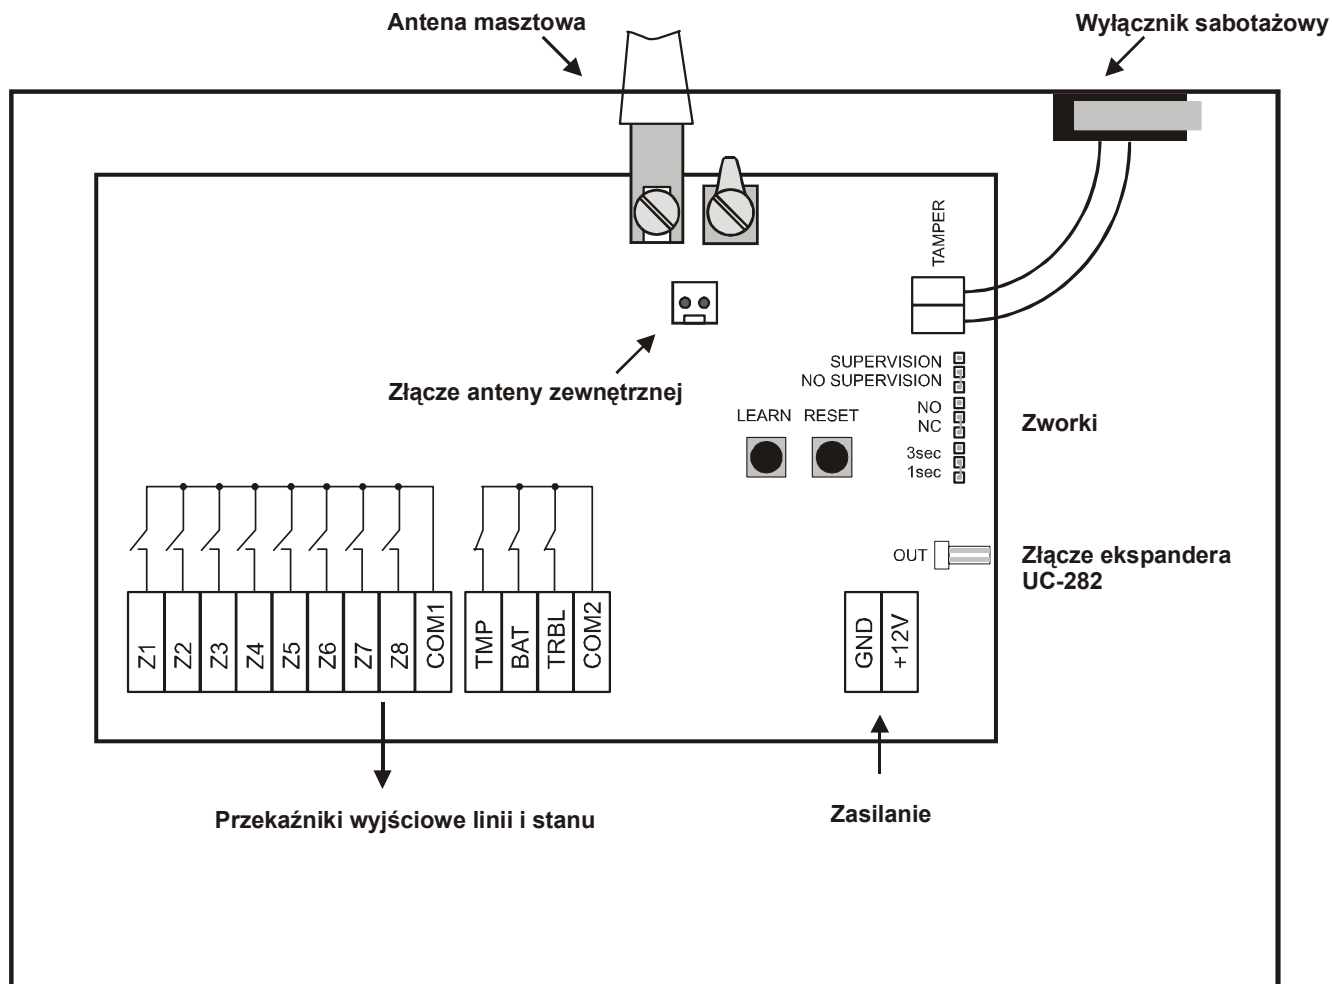 Antena masztowa
Wyłącznik sabotażowy
TAMPER
Złącze anteny zewnętrznej
SUPERVISION
NO SUPERVISION
NO
NC
3sec
1sec
Zworki
LEARN RESET
OUT
Złącze ekspandera
UC-282
Z1
Z2
Z3
Z4
Z5
Z6
Z7
Z8
COM1
TMP
BAT
TRBL
COM2
GND
+12V
Przekaźniki wyjściowe linii i stanu
Zasilanie